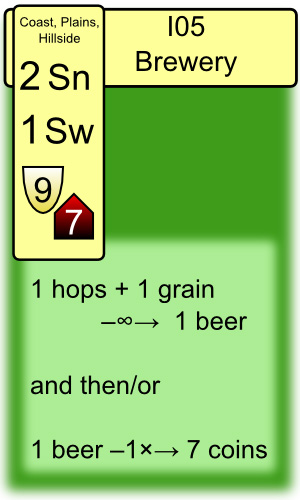 I05
Brewery
Coast, Plains,
Hillside
2 Sn
1 Sw
9
7
1 hops + 1 grain
–∞→ 1 beer
and then/or
1 beer –1×→ 7 coins